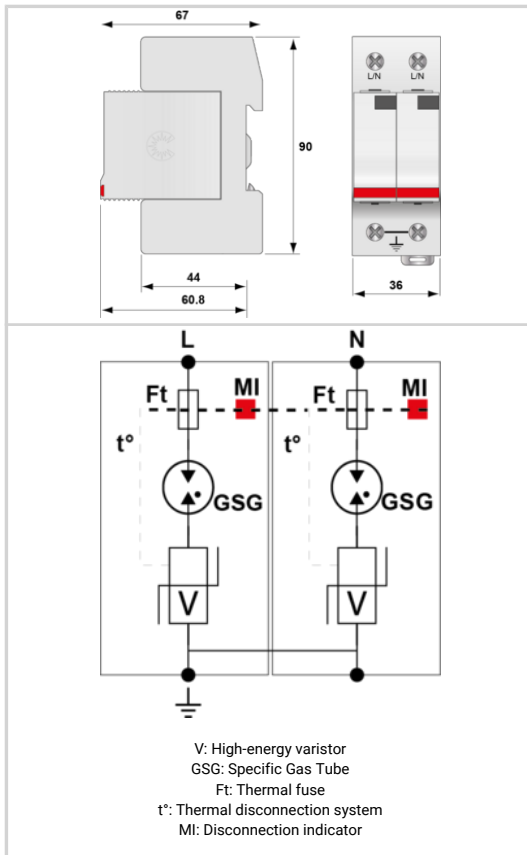 67
90
L/N L/N
44
60.8
36
L N
Ft MI Ft MI
t° t°
GSG GSG
V V
V: High-energy varistor
GSG: Specific Gas Tube
Ft: Thermal fuse
t°: Thermal disconnection system
MI: Disconnection indicator